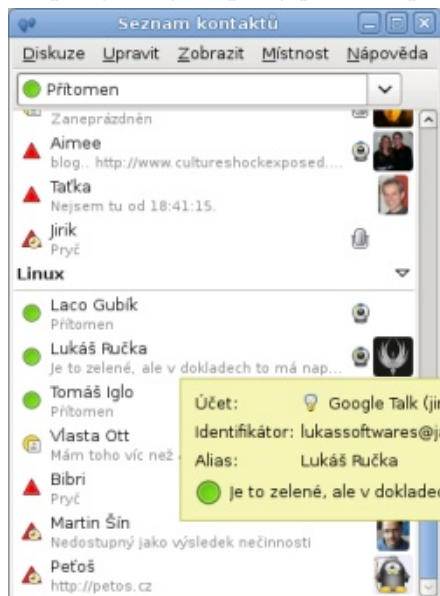 Seznam kontaktů
Diskuze Upravit Zobrazit Místnost Nápověda
Přítomen
Zaneprázdněn
Aimee
blog.. http://www.cultureshockexposed....
Taťka
Nejsem tu od 18:41:15.
Jirik
Pryč
Linux
Laco Gubík
Přítomen
Lukáš Ručka
Je to zelené, ale v dokladech to má nap...
Tomáš Iglo
Přítomen
Vlasta Ott
Mám toho víc než
Bibri
Pryč
Martin Šín
Nedostupný jako výsledek nečinnosti
Peťoš
http://petos.cz
Účet: Google Talk (jir
Identifikátor: lukassoftwares@ja
Alias: Lukáš Ručka
Je to zelené, ale v dokladec